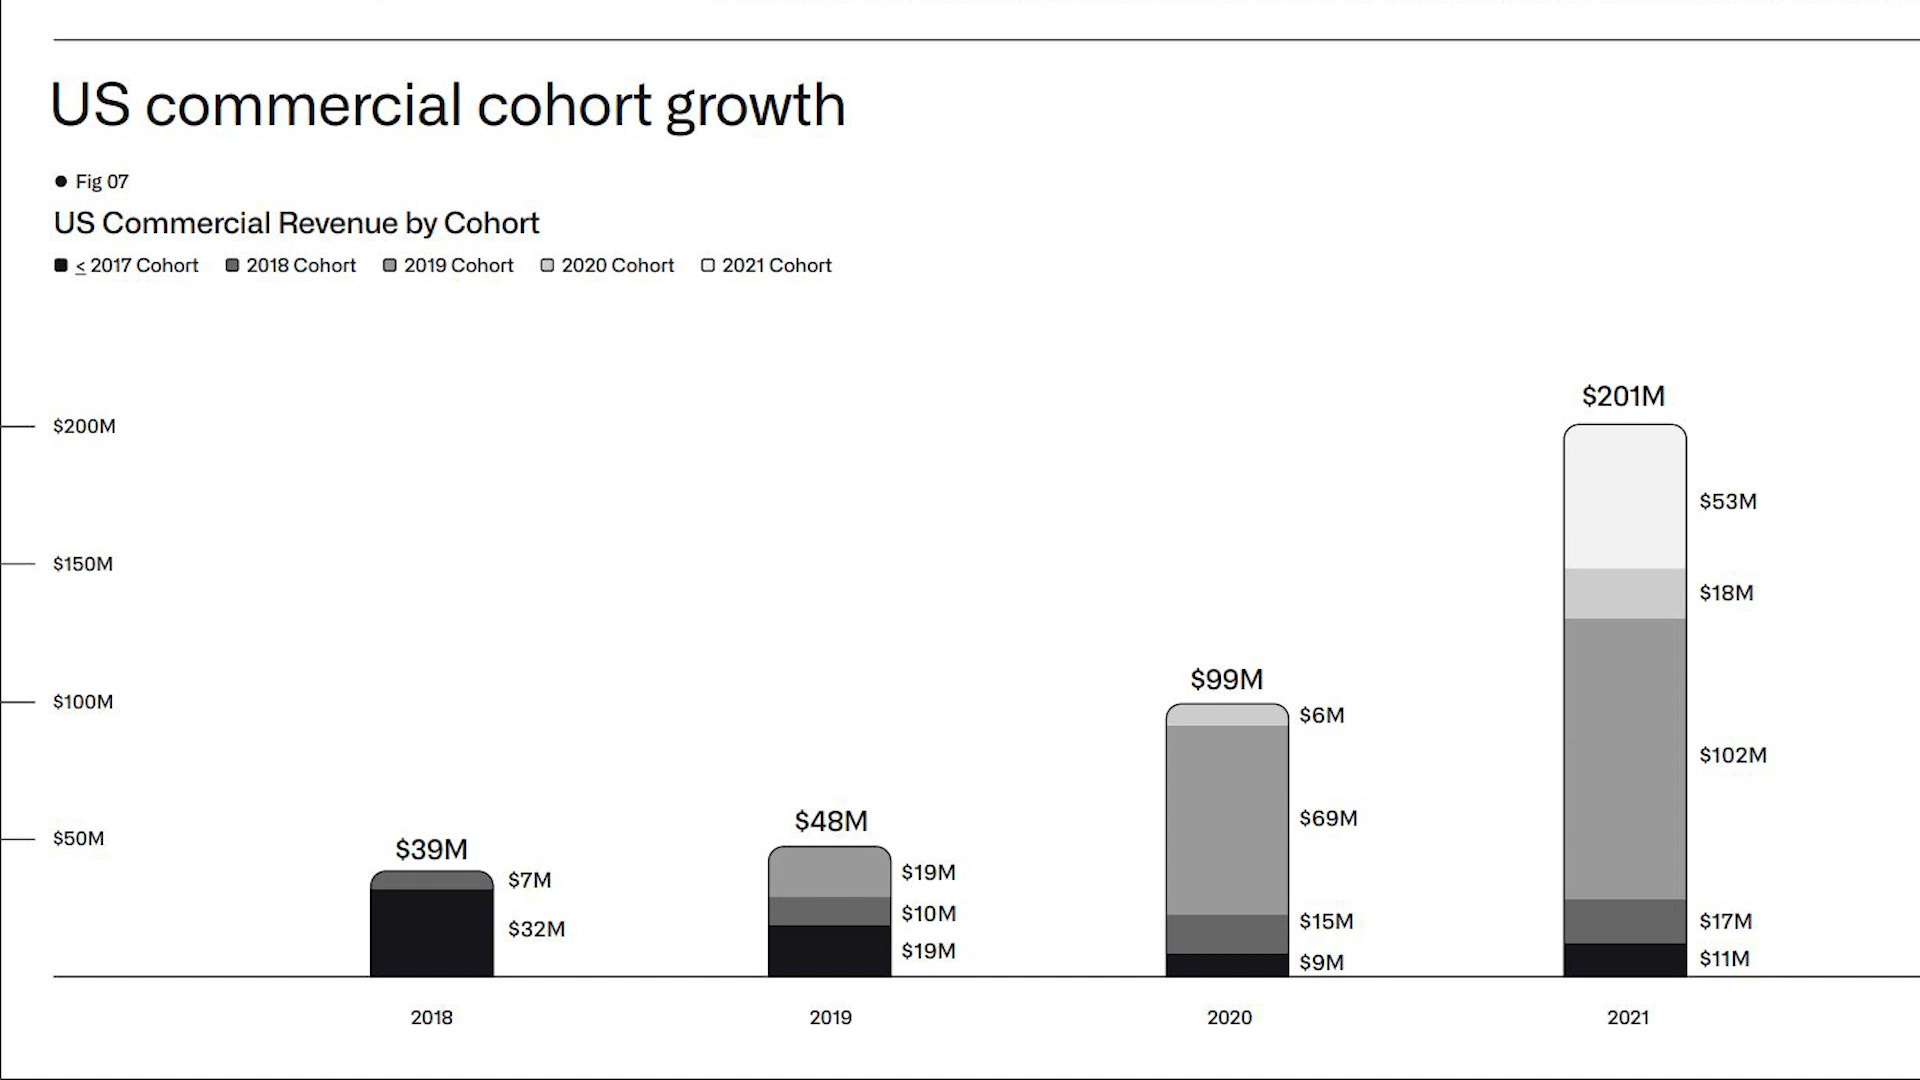 US commercial cohort growth
Fig 07
US Commercial Revenue by Cohort
≤ 2017 Cohort 2018 Cohort 2019 Cohort 2020 Cohort 2021 Cohort
$201M
$200M
$53M
$150M
$18M
$99M
$100M
$6M
$102M
$69M
$48M
$50M
$39M
$19M
$7M
$10M
$15M
$17M
$32M
$19M
$9M
$11M
2018 2019 2020 2021